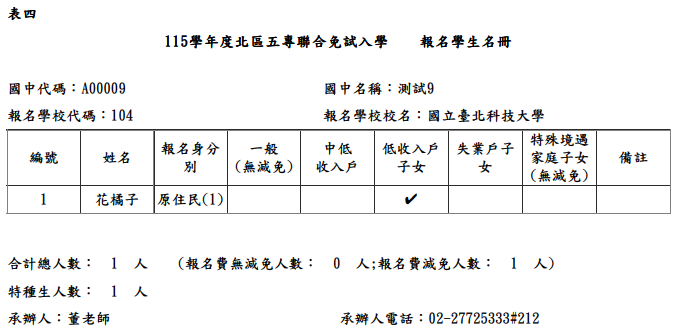 表四
115學年度北區五專聯合免試入學 報名學生名冊
國中代碼：A00009 國中名稱：測試9
報名學校代碼：104 報名學校校名：國立臺北科技大學
編號 姓名 報名身分別 一般(無減免) 中低收入戶 低收入戶子女 失業戶子女 特殊境遇家庭子女(無減免) 備註
1 花橘子 原住民(1) ✔
合計總人數： 1 人 (報名費無減免人數： 0 人;報名費減免人數： 1 人)
特種生人數： 1 人
承辦人：董老師 承辦人電話：02-27725333#212